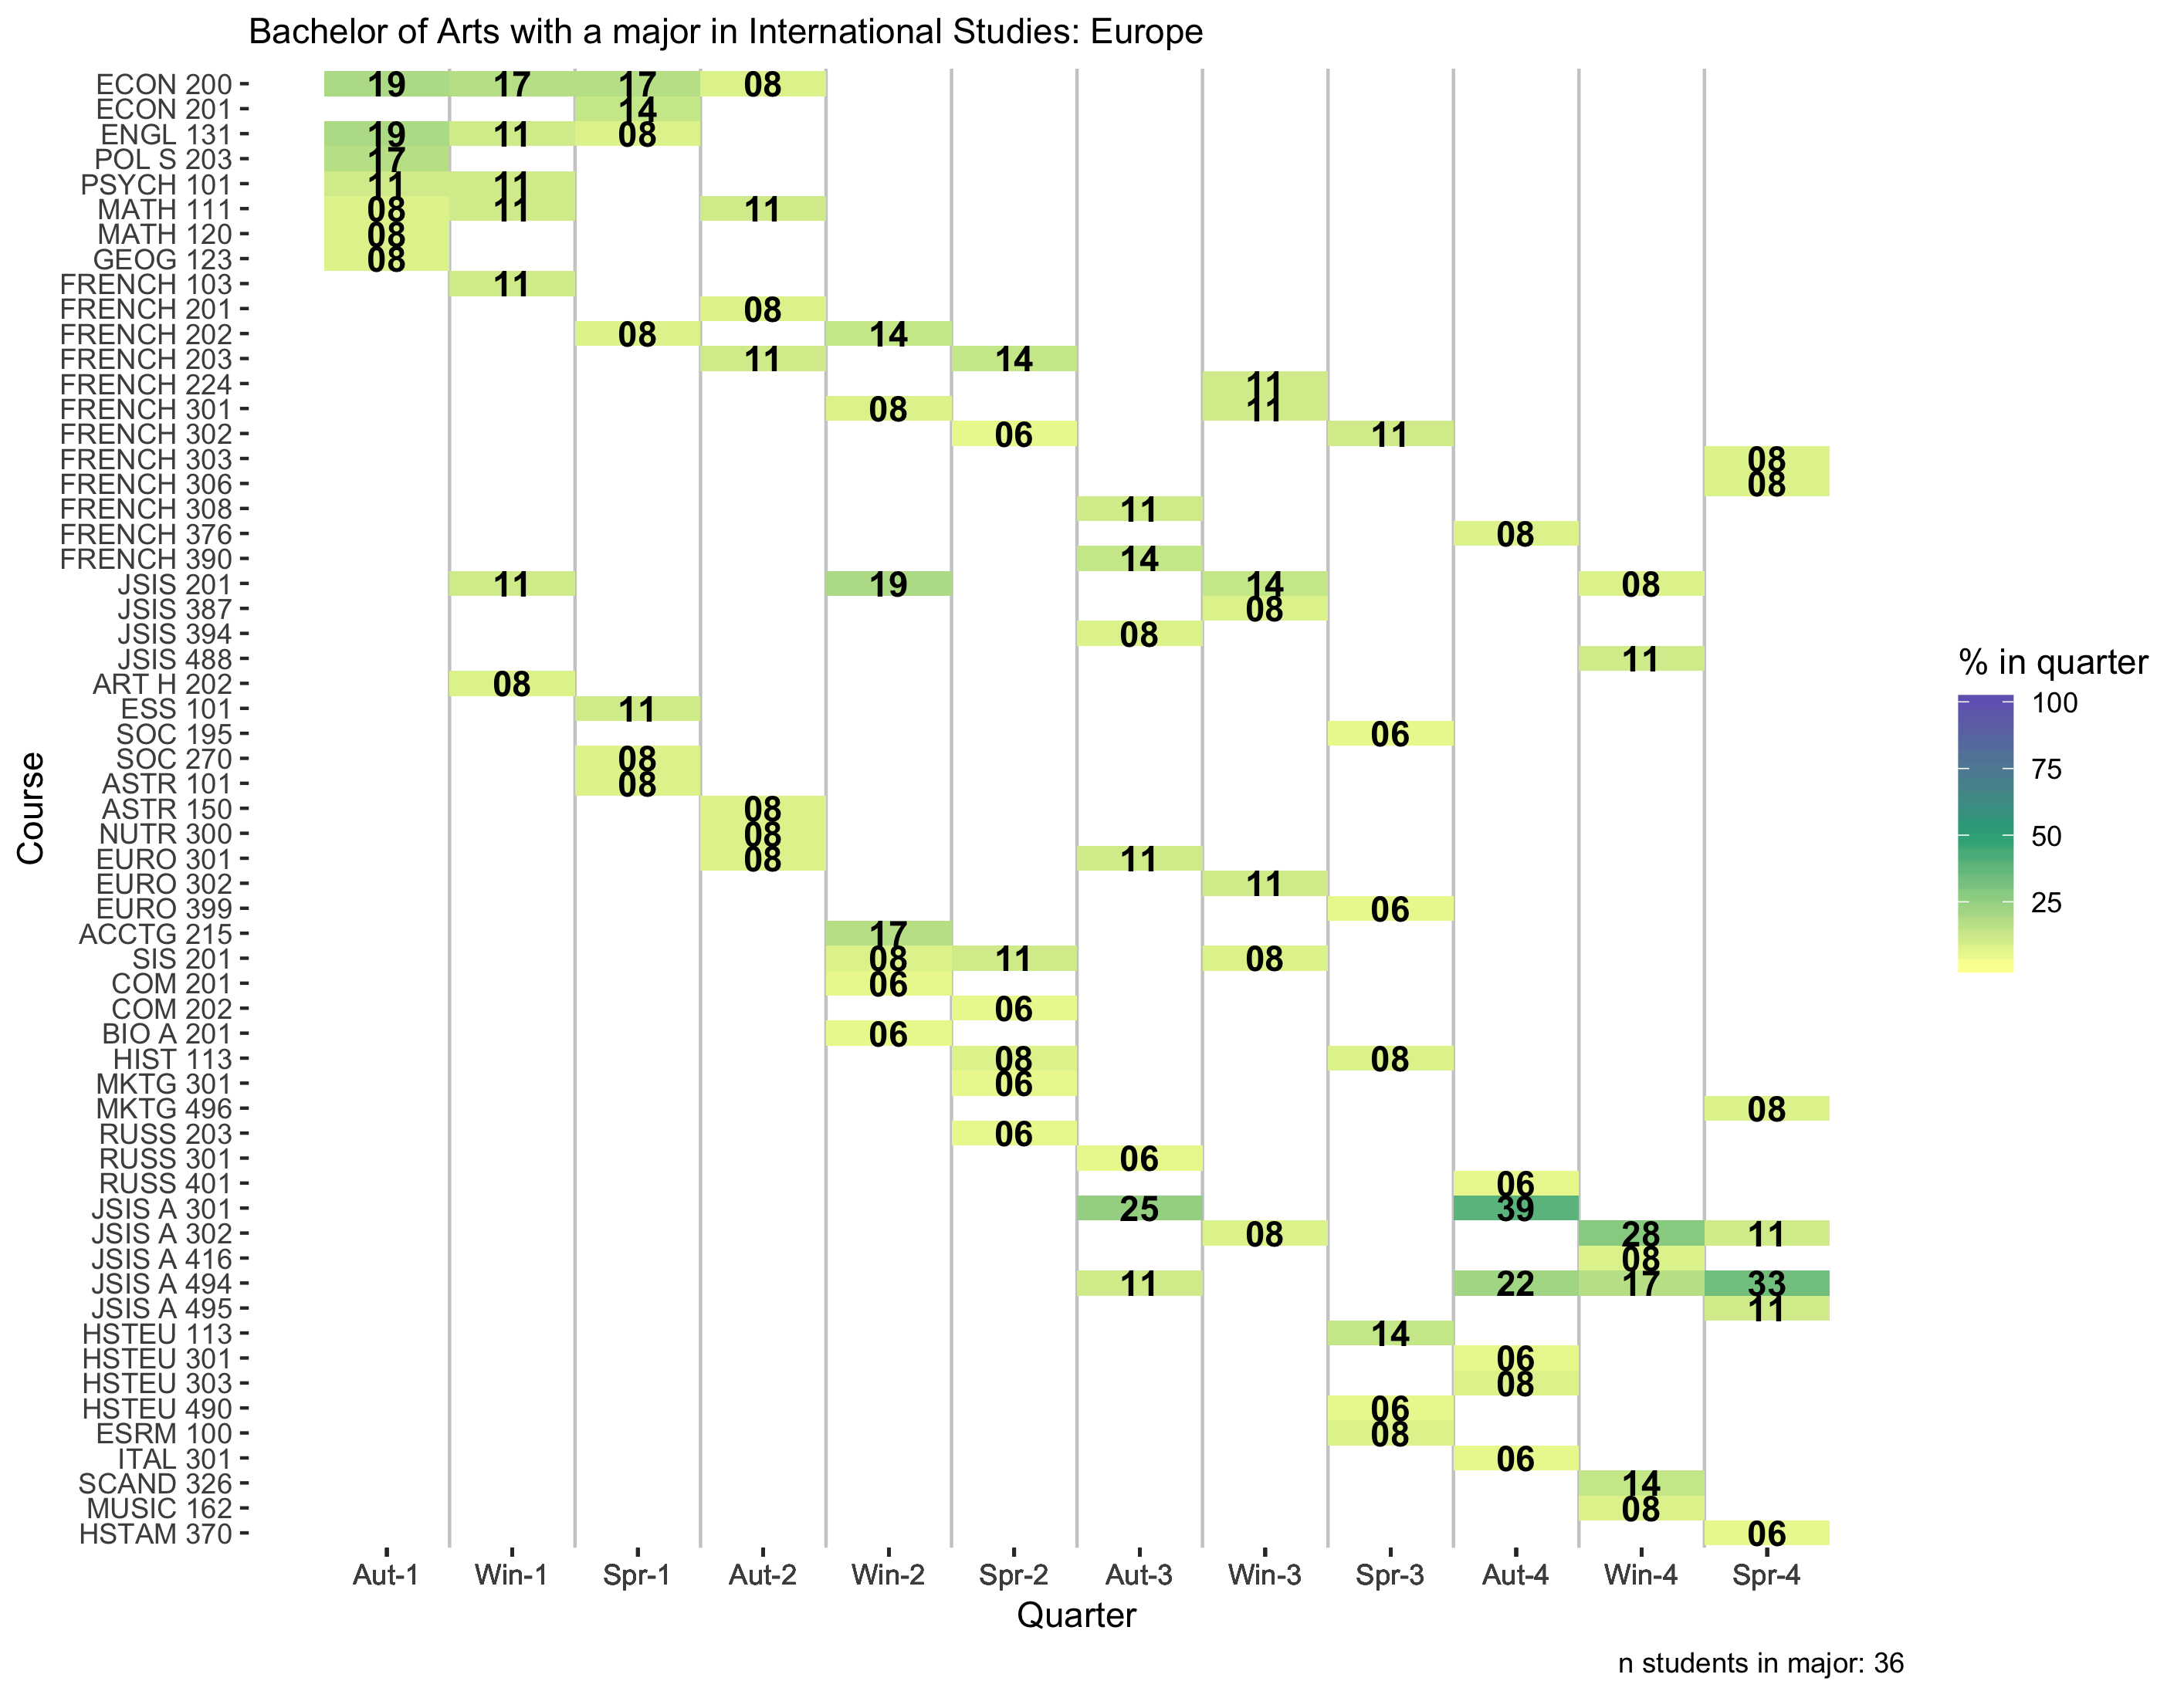 Bachelor of Arts with a major in International Studies: Europe
ECON 200 19 17 17 08
ECON 201 14
ENGL 131 19 11 08
POL S 203 17
PSYCH 101 11 11
MATH 111 08 11 11
MATH 120 08
GEOG 123 08
FRENCH 103 11
FRENCH 201 08
FRENCH 202 08 14
FRENCH 203 11 14
FRENCH 224 11
FRENCH 301 08 11
FRENCH 302 06 11
FRENCH 303 08
FRENCH 306 08
FRENCH 308 11
FRENCH 376 08
FRENCH 390 14
JSIS 201 11 19 14 08
JSIS 387 08
JSIS 394 08
JSIS 488 11
ART H 202 08
ESS 101 11
SOC 195 06
SOC 270 08
ASTR 101 08
ASTR 150 08
NUTR 300 08
EURO 301 08 11
EURO 302 11
EURO 399 06
ACCTG 215 17
SIS 201 08 11 08
COM 201 06
COM 202 06
BIO A 201 06
HIST 113 08 08
MKTG 301 06
MKTG 496 08
RUSS 203 06
RUSS 301 06
RUSS 401 06
JSIS A 301 25 39
JSIS A 302 08 28 11
JSIS A 416 08
JSIS A 494 11 22 17 33
JSIS A 495 11
HSTEU 113 14
HSTEU 301 06
HSTEU 303 08
HSTEU 490 06
ESRM 100 08
ITAL 301 06
SCAND 326 14
MUSIC 162 08
HSTAM 370 06
Aut-1 Win-1 Spr-1 Aut-2 Win-2 Spr-2 Aut-3 Win-3 Spr-3 Aut-4 Win-4 Spr-4
Quarter
Course
% in quarter
100
75
50
25
n students in major: 36